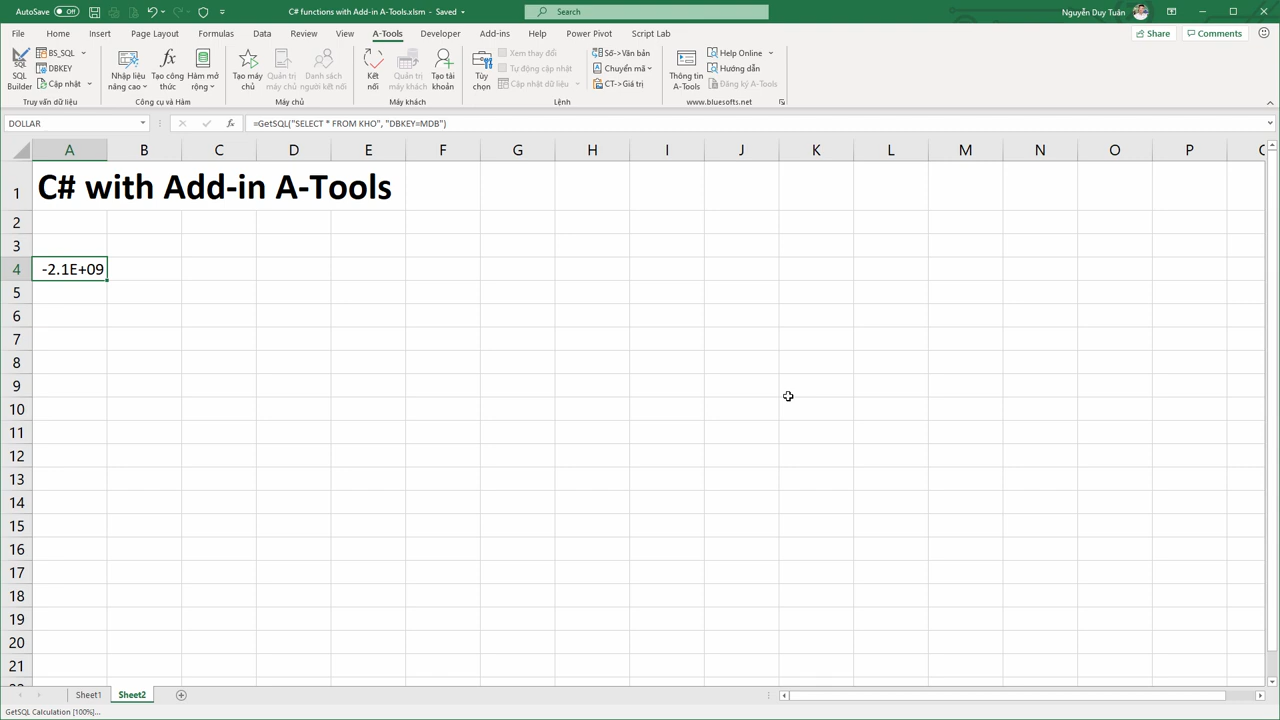 AutoSave Off
C# functions with Add-in A-Tools.xlsm - Saved
Search
Nguyễn Duy Tuân
File Home Insert Page Layout Formulas Data Review View A-Tools Developer Add-ins Help Power Pivot Script Lab Share Comments
SQL Builer
BS_SQL
DBKEY
Cập nhật
Truy vấn dữ liệu
Nhập liệu nâng cao
Tạo công thức
Hàm mở rộng
Công cụ và Hàm
Tạo máy chủ
Quản trị máy chủ
Danh sách người kết nối
Máy chủ
Kết nối
Quản trị máy khách
Tạo tài khoản
Máy khách
Tùy chọn
Xem thay đổi
Tự động cập nhật
Cập nhật dữ liệu
Số->Văn bản
Chuyển mã
CT->Giá trị
Lệnh
Thông tin A-Tools
Help Online
Hướng dẫn
Đăng ký A-Tools
www.bluesofts.net
DOLLAR
fx
=GetSQL("SELECT * FROM KHO", "DBKEY=MDB")
A B C D E F G H I J K L M N O P
1 C# with Add-in A-Tools
2
3
4 -2.1E+09
5
6
7
8
9
10
11
12
13
14
15
16
17
18
19
20
21
Sheet1 Sheet2
GetSQL Calculation [100%]...